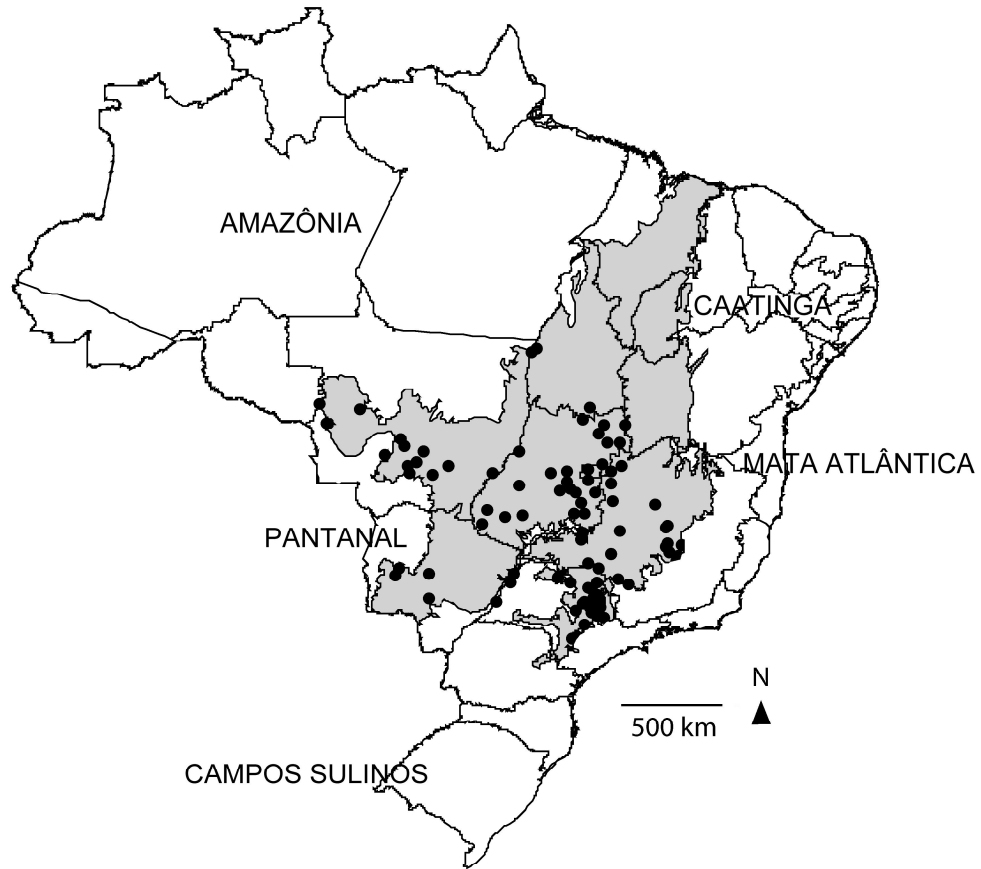 AMAZÔNIA
CAATINGA
MATA ATLÂNTICA
PANTANAL
N
500 km
CAMPOS SULINOS